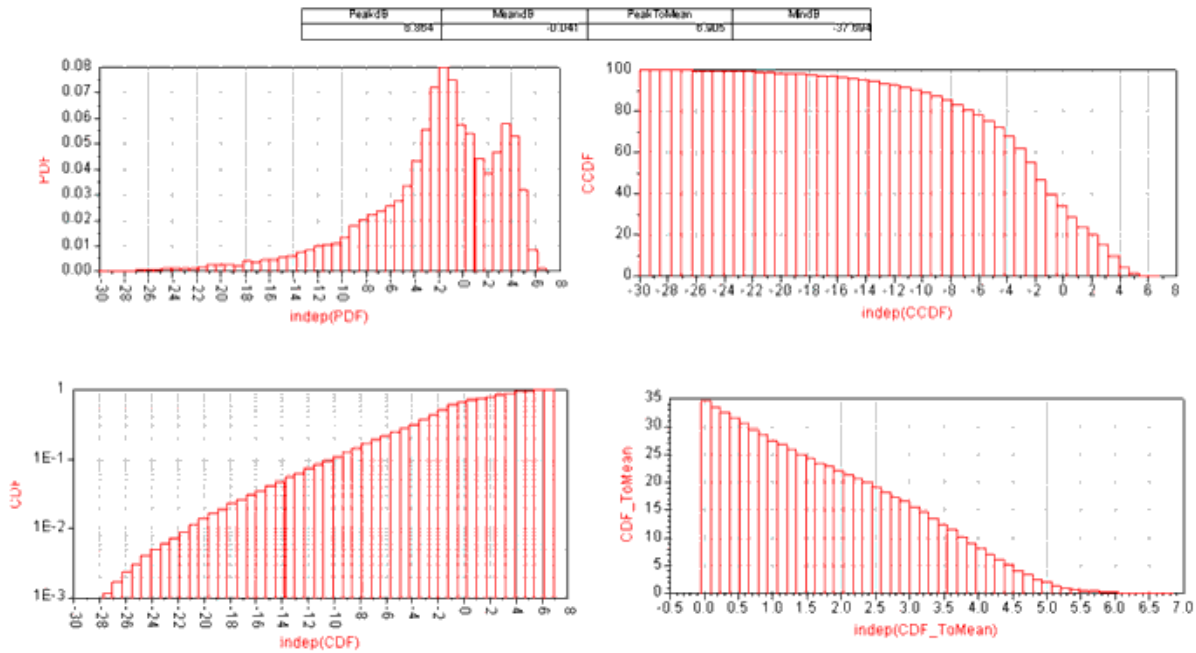 PeakdB MeandB PeakToMean MindB
6.864 -0.041 6.905 -37.694
0.08
0.07
0.06
0.05
0.04
0.03
0.02
0.01
0.00
PDF
-30 -28 -26 -24 -22 -20 -18 -16 -14 -12 -10 -8 -6 -4 -2 0 2 4 6 8
indep(PDF)
100
80
60
40
20
0
CCDF
-30 -28 -26 -24 -22 -20 -18 -16 -14 -12 -10 -8 -6 -4 -2 0 2 4 6 8
indep(CCDF)
1
1E-1
1E-2
1E-3
CDF
-30 -28 -26 -24 -22 -20 -18 -16 -14 -12 -10 -8 -6 -4 -2 0 2 4 6 8
indep(CDF)
35
30
25
20
15
10
5
0
CDF_ToMean
-0.5 0.0 0.5 1.0 1.5 2.0 2.5 3.0 3.5 4.0 4.5 5.0 5.5 6.0 6.5 7.0
indep(CDF_ToMean)